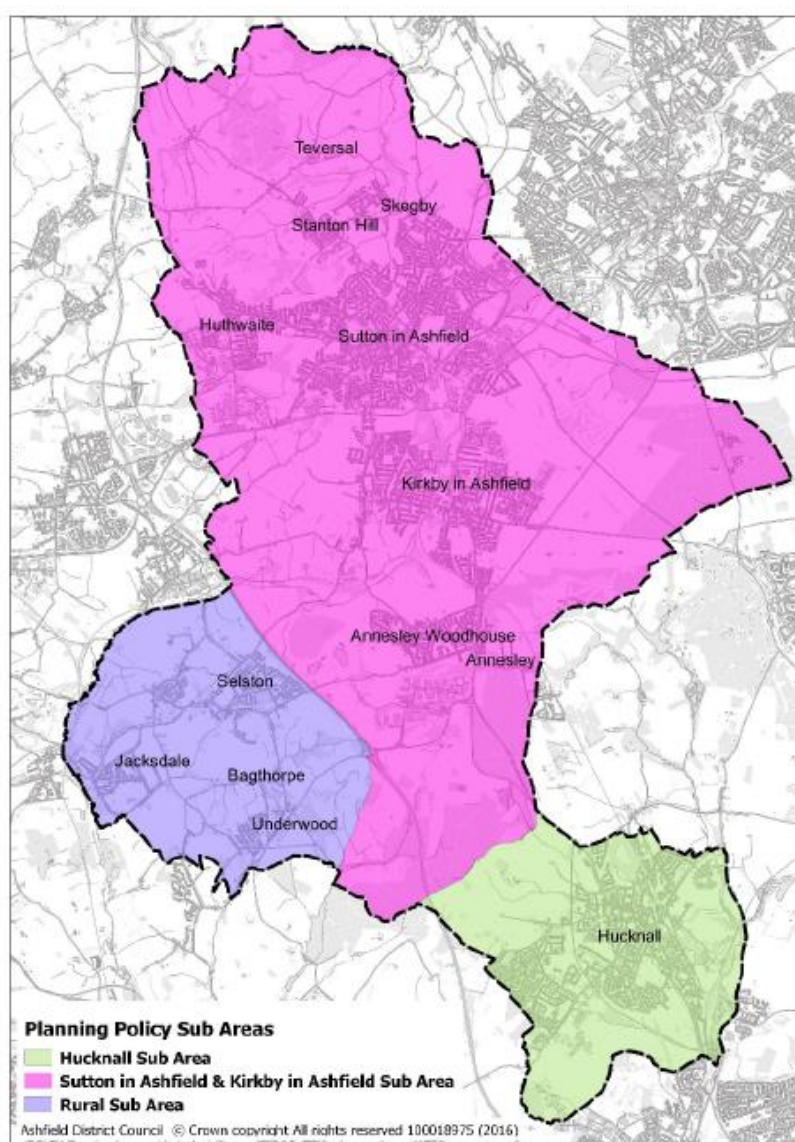 Teversal
Skegby
Stanton Hill
Huthwaite
Sutton in Ashfield
Kirkby in Ashfield
Annesley Woodhouse
Annesley
Selston
Jacksdale
Bagthorpe
Underwood
Hucknall
Planning Policy Sub Areas
Hucknall Sub Area
Sutton in Ashfield & Kirkby in Ashfield Sub Area
Rural Sub Area
Ashfield District Council © Crown copyright All rights reserved 100018975 (2016)